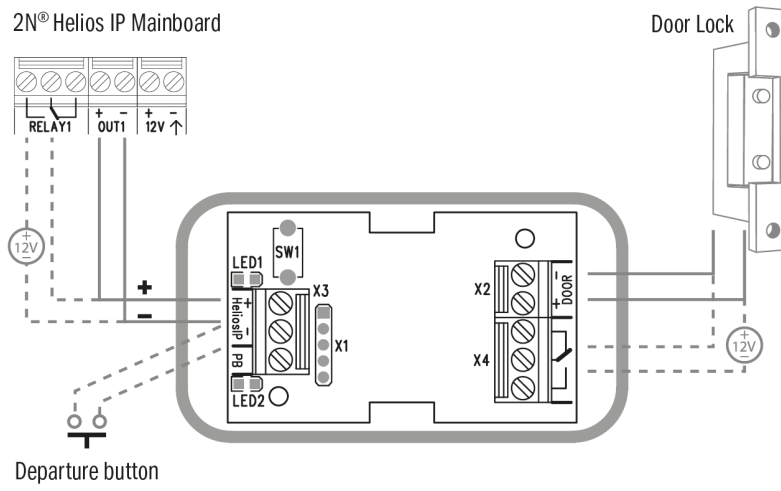 2N® Helios IP Mainboard
Door Lock
+ - + -
RELAY1 OUT1 12V
+
12V
-
+
-
LED1
SW1
X3
+
HeliosIP
-
PB
X1
LED2
X2
-
DOOR
+
X4
+
12V
-
Departure button